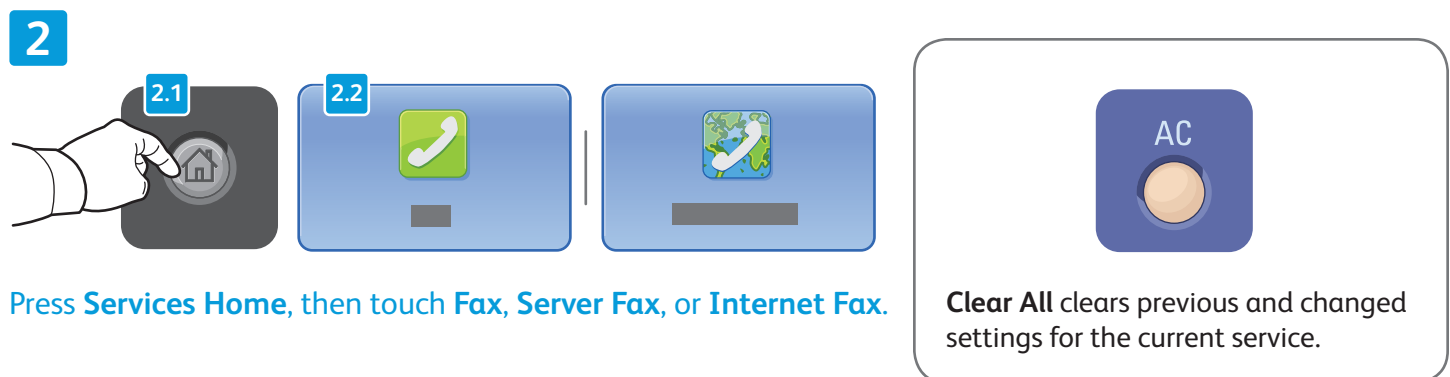 2
2.1
2.2
Press Services Home, then touch Fax, Server Fax, or Internet Fax.
AC
Clear All clears previous and changed
settings for the current service.